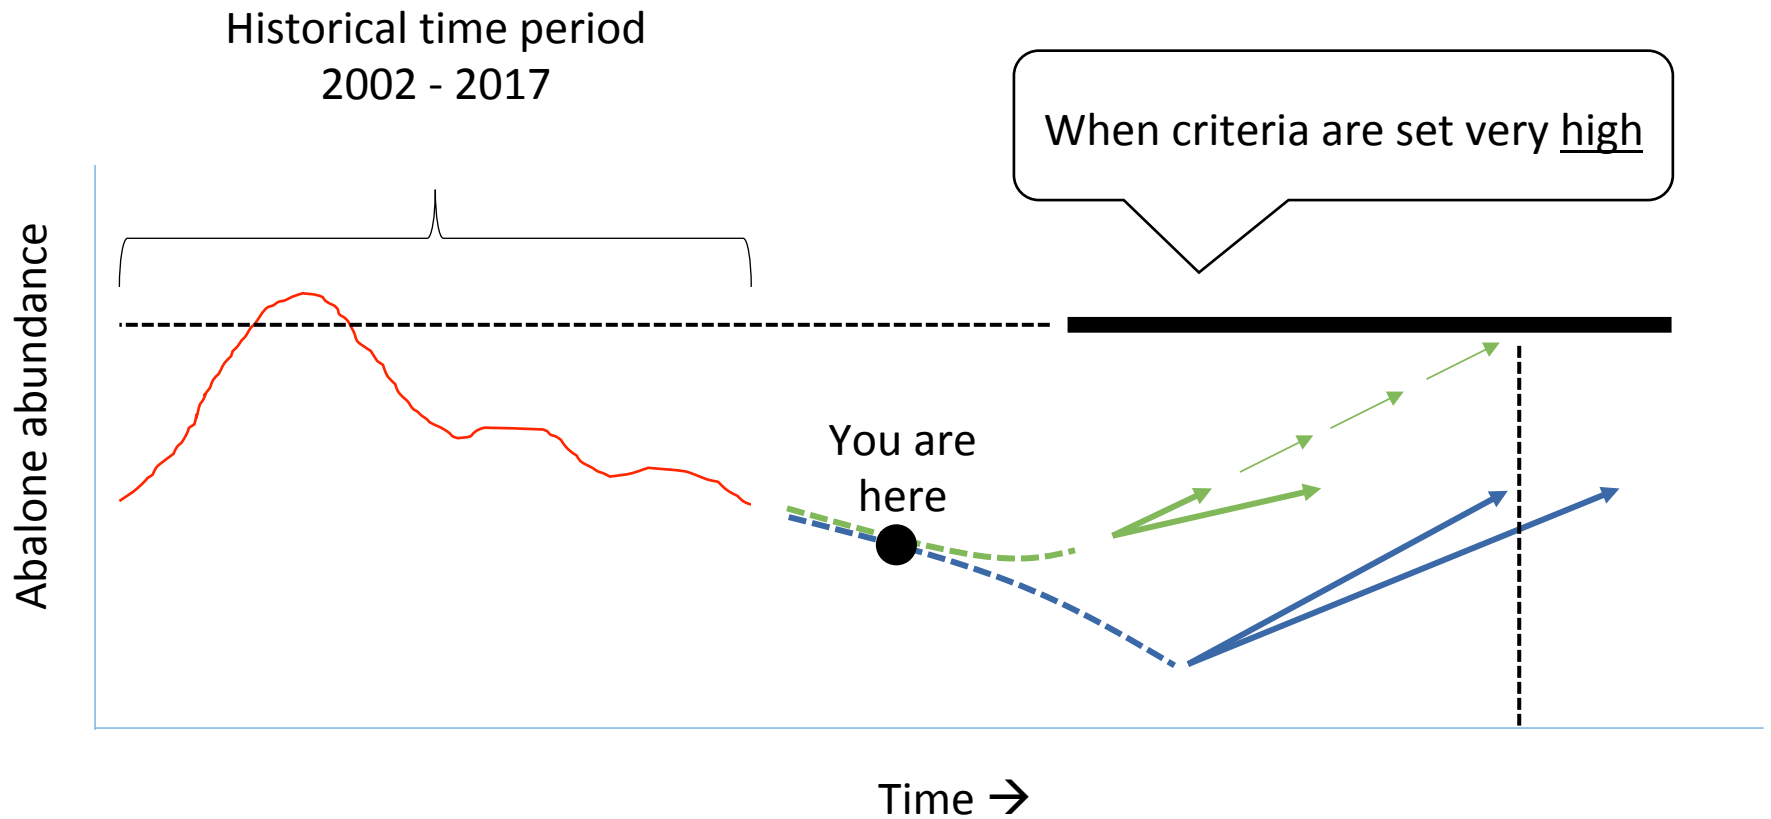 Historical time period
2002 - 2017
When criteria are set very high
Abalone abundance
You are
here
Time →